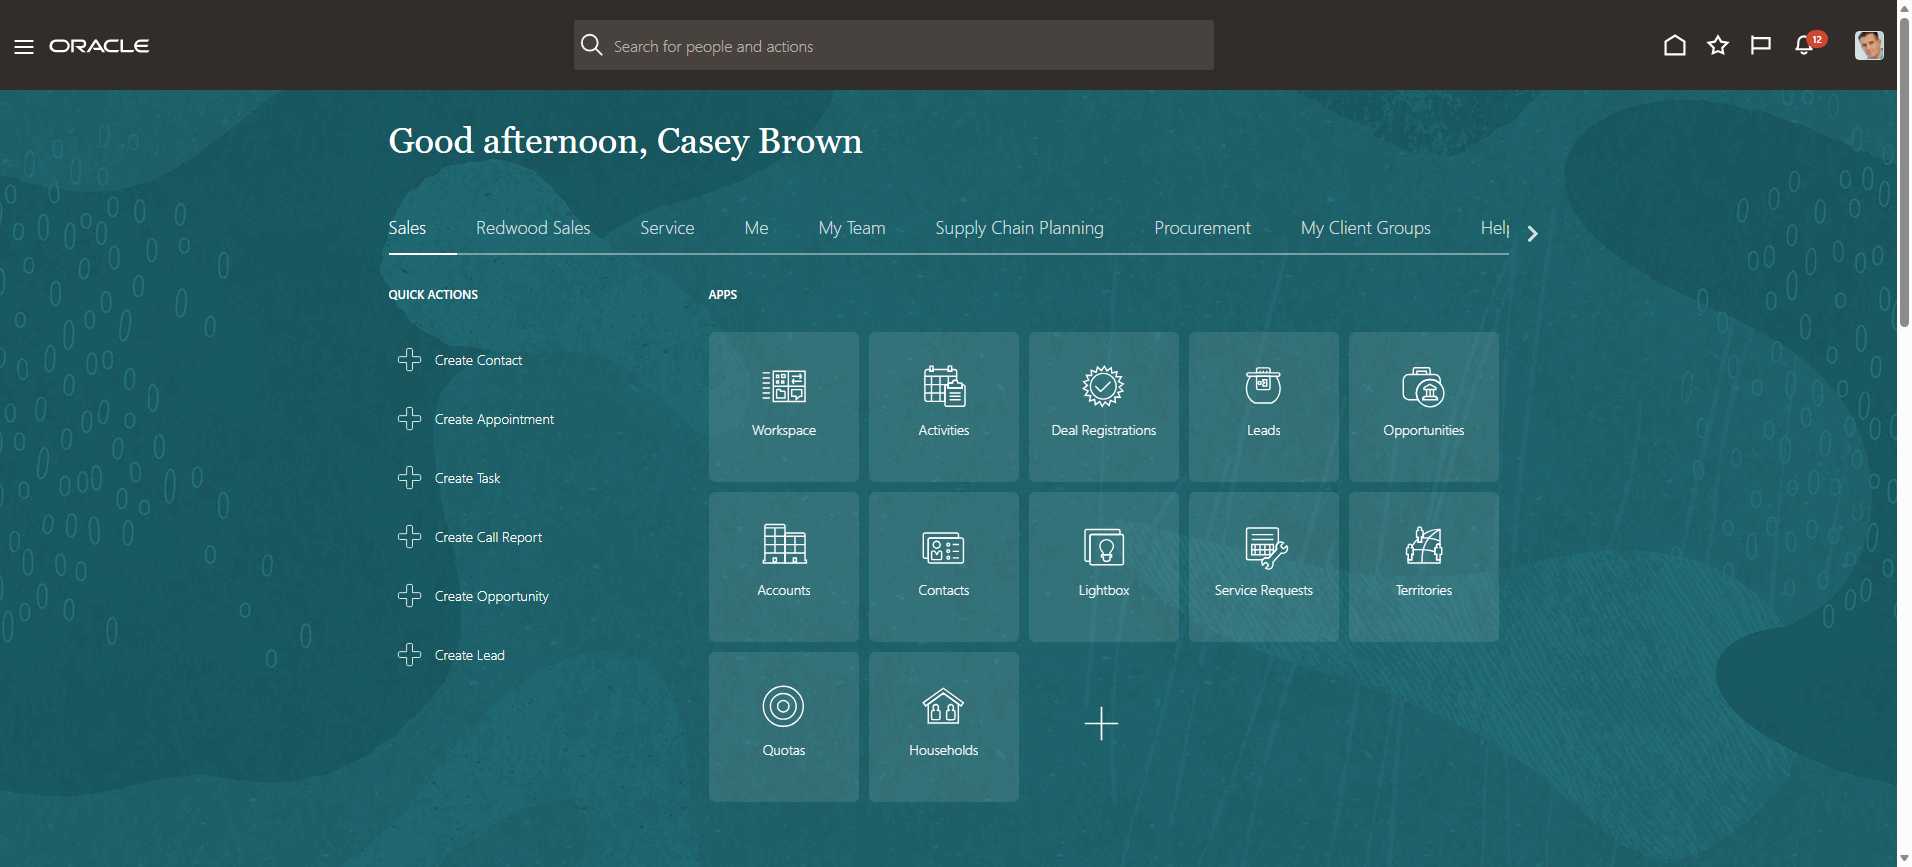 ORACLE
Search for people and actions
12
Good afternoon, Casey Brown
Sales Redwood Sales Service Me My Team Supply Chain Planning Procurement My Client Groups Help
QUICK ACTIONS
Create Contact
Create Appointment
Create Task
Create Call Report
Create Opportunity
Create Lead
APPS
Workspace Activities Deal Registrations Leads Opportunities
Accounts Contacts Lightbox Service Requests Territories
Quotas Households